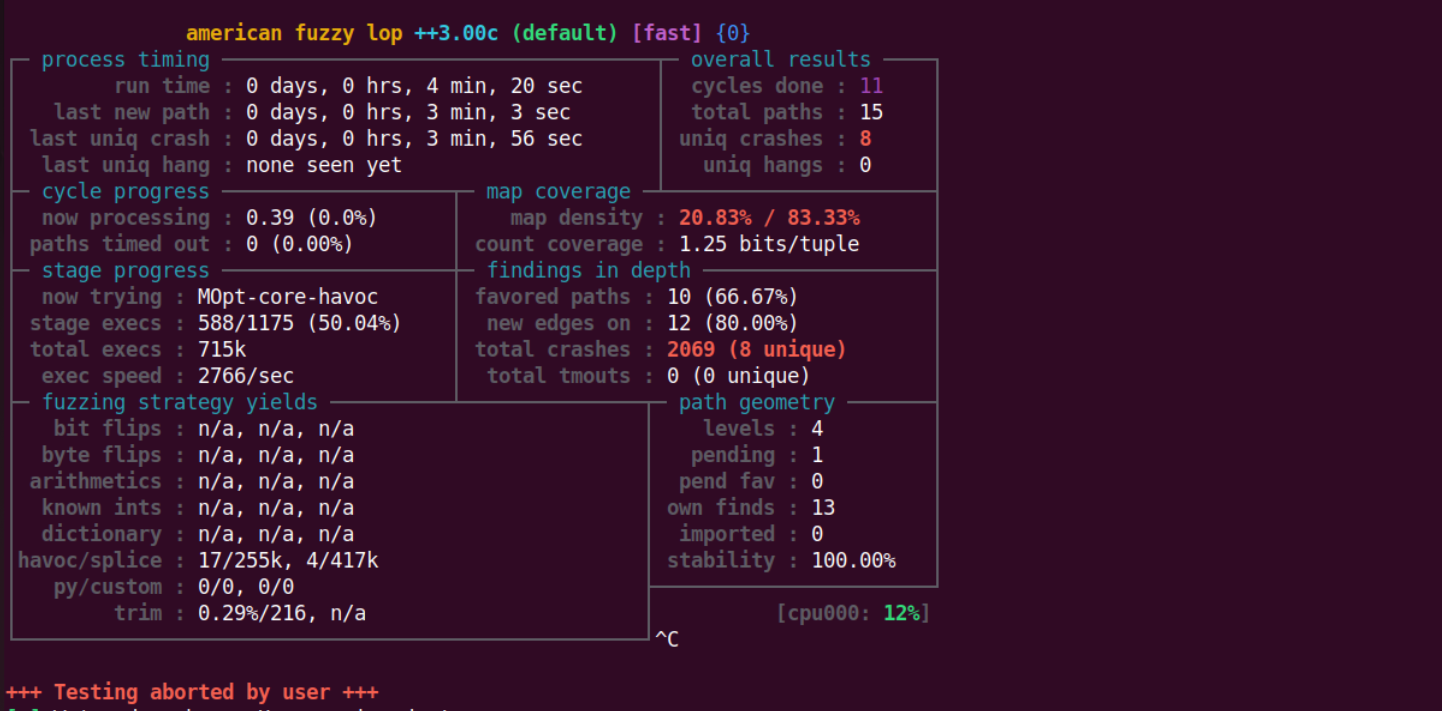 american fuzzy lop ++3.00c (default) [fast] {0}
process timing overall results
run time : 0 days, 0 hrs, 4 min, 20 sec cycles done : 11
last new path : 0 days, 0 hrs, 3 min, 3 sec total paths : 15
last uniq crash : 0 days, 0 hrs, 3 min, 56 sec uniq crashes : 8
last uniq hang : none seen yet uniq hangs : 0
cycle progress map coverage
now processing : 0.39 (0.0%) map density : 20.83% / 83.33%
paths timed out : 0 (0.00%) count coverage : 1.25 bits/tuple
stage progress findings in depth
now trying : MOpt-core-havoc favored paths : 10 (66.67%)
stage execs : 588/1175 (50.04%) new edges on : 12 (80.00%)
total execs : 715k total crashes : 2069 (8 unique)
exec speed : 2766/sec total tmouts : 0 (0 unique)
fuzzing strategy yields path geometry
bit flips : n/a, n/a, n/a levels : 4
byte flips : n/a, n/a, n/a pending : 1
arithmetics : n/a, n/a, n/a pend fav : 0
known ints : n/a, n/a, n/a own finds : 13
dictionary : n/a, n/a, n/a imported : 0
havoc/splice : 17/255k, 4/417k stability : 100.00%
py/custom : 0/0, 0/0
trim : 0.29%/216, n/a [cpu000: 12%]
^C
+++ Testing aborted by user +++